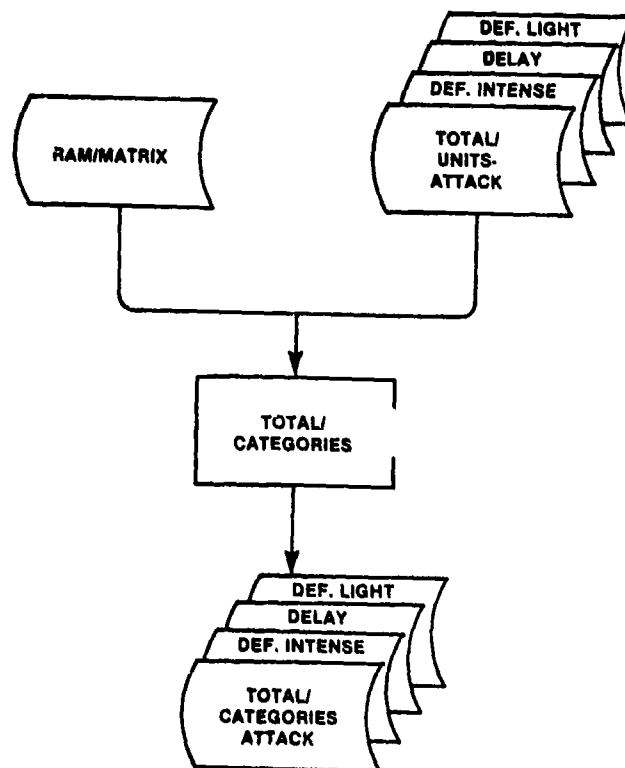 DEF. LIGHT
DELAY
DEF. INTENSE
TOTAL/
UNITS-
ATTACK
RAM/MATRIX
TOTAL/
CATEGORIES
DEF. LIGHT
DELAY
DEF. INTENSE
TOTAL/
CATEGORIES
ATTACK